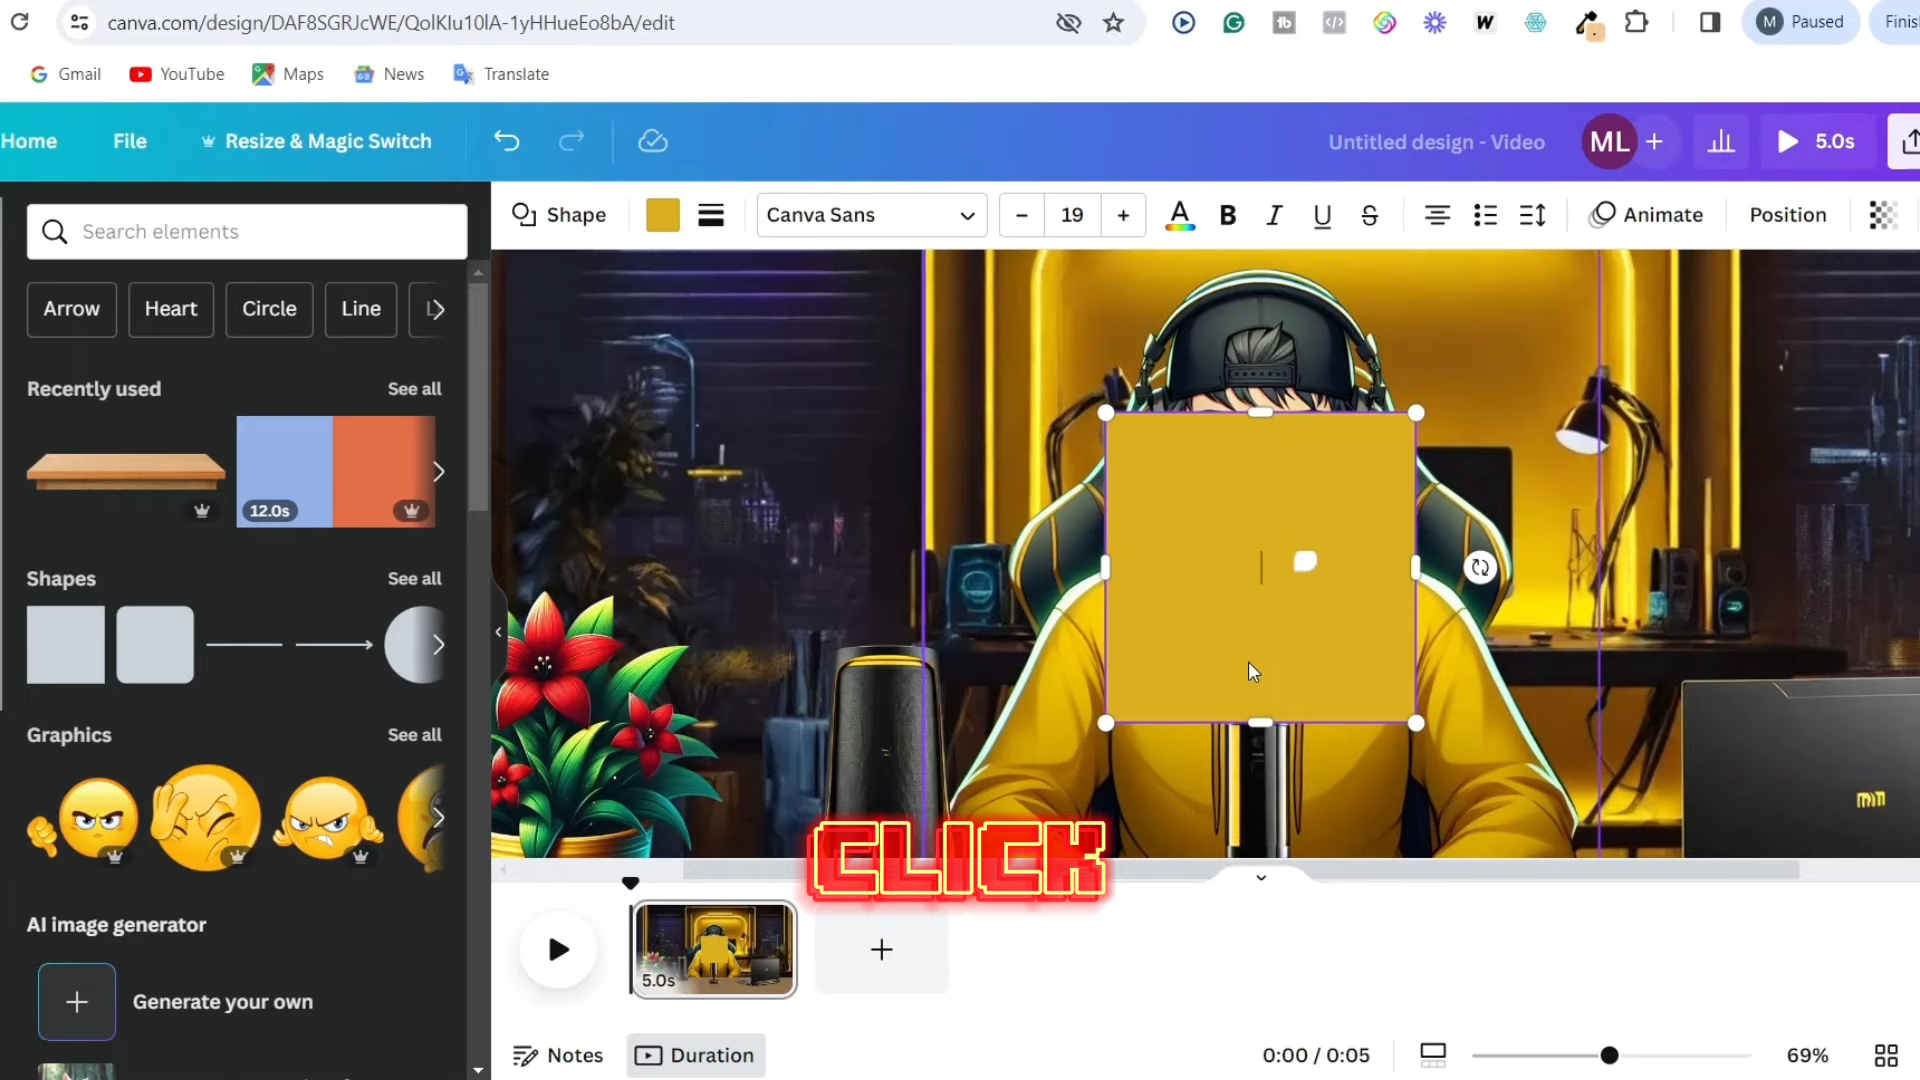 canva.com/design/DAF8SGRJcWE/QolKIu10lA-1yHHueEo8bA/edit
M Paused
Gmail YouTube Maps News Translate
Home File Resize & Magic Switch Untitled design - Video ML + 5.0s
Shape Canva Sans - 19 + A B I U S Animate Position
Search elements
Arrow Heart Circle Line
Recently used See all
12.0s
Shapes See all
Graphics See all
CLICK
AI image generator
5.0s
Generate your own
Notes Duration 0:00 / 0:05 69%